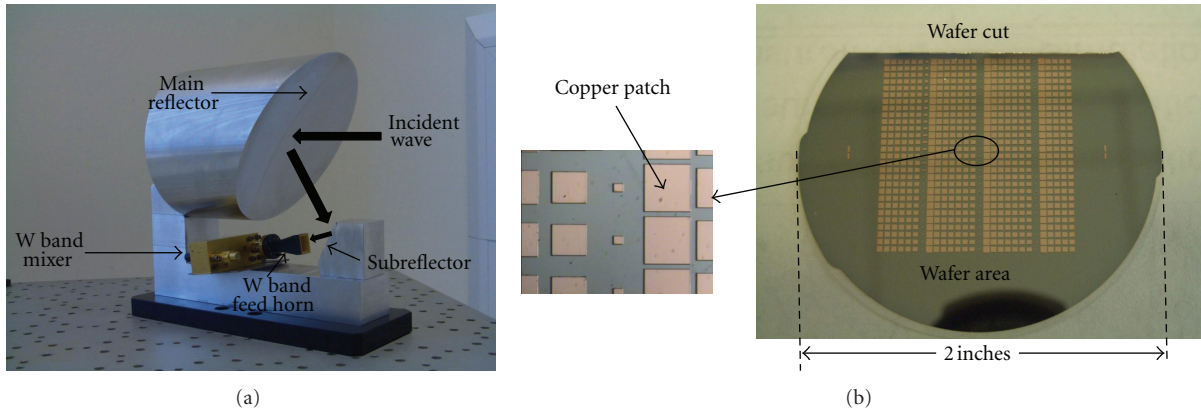 Main
reflector
Incident
wave
W band
mixer
Subreflector
W band
feed horn
(a)
Copper patch
Wafer cut
Wafer area
2 inches
(b)